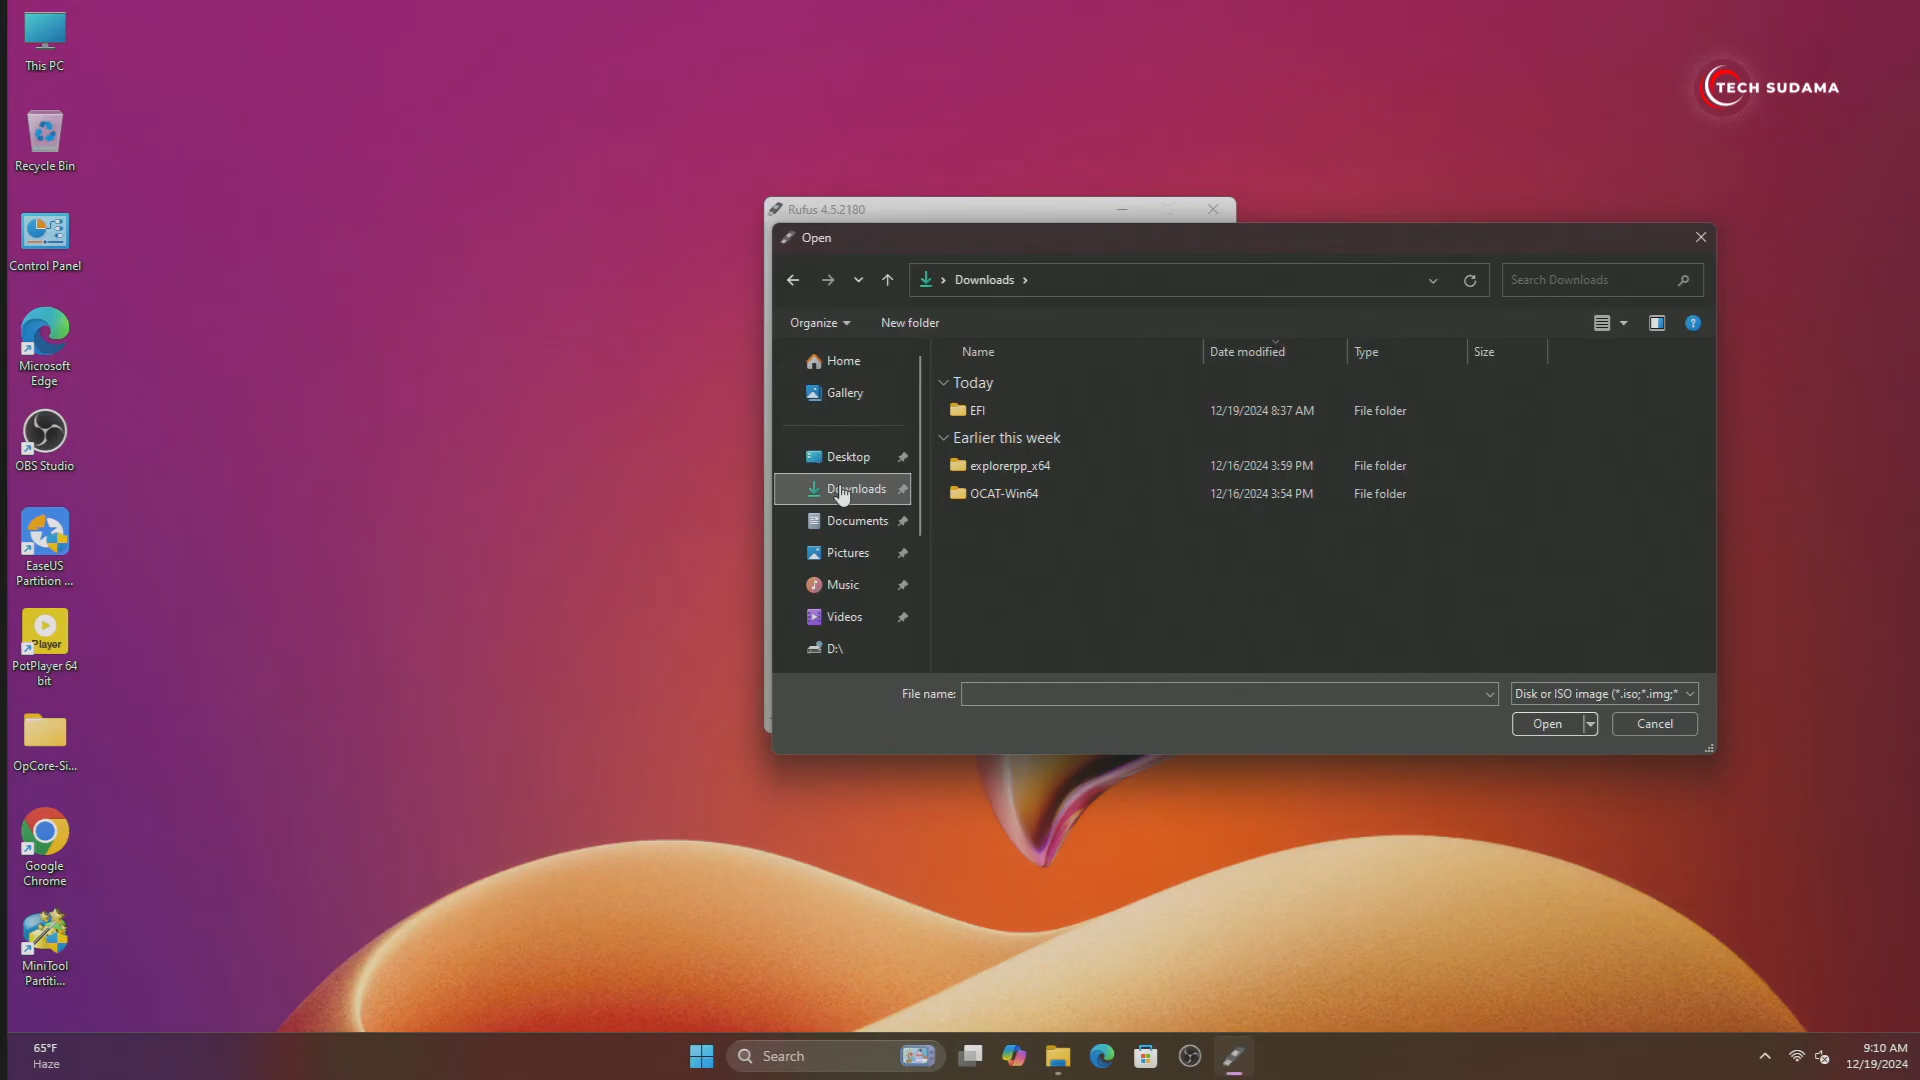 This PC
Recycle Bin
Control Panel
Microsoft
Edge
OBS Studio
EaseUS
Partition ...
Player
PotPlayer 64
bit
OpCore-Si...
Google
Chrome
MiniTool
Partiti...
TECH SUDAMA
Rufus 4.5.2180
Open
Downloads
Search Downloads
Organize
New folder
Home
Gallery
Desktop
Downloads
Documents
Pictures
Music
Videos
D:\
Name Date modified Type Size
Today
EFI 12/19/2024 8:37 AM File folder
Earlier this week
explorerpp_x64 12/16/2024 3:59 PM File folder
OCAT-Win64 12/16/2024 3:54 PM File folder
File name:
Disk or ISO image (*.iso;*.img;*
Open
Cancel
65°F
Haze
Search
9:10 AM
12/19/2024